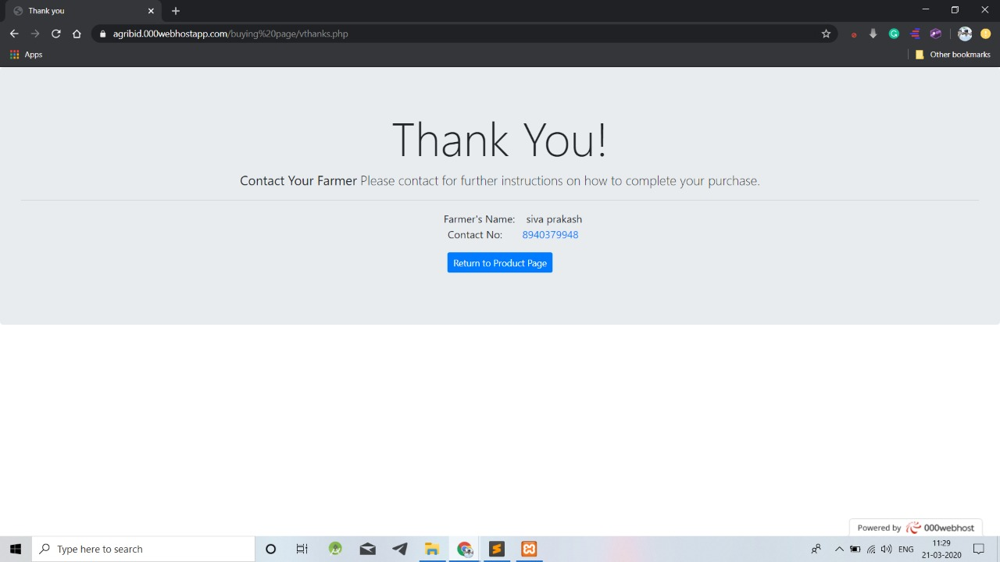 Thank you
agribid.000webhostapp.com/buying%20page/vthanks.php
Apps
Other bookmarks
Thank You!
Contact Your Farmer Please contact for further instructions on how to complete your purchase.
Farmer's Name: siva prakash
Contact No: 8940379948
Return to Product Page
Powered by 000webhost
Type here to search
ENG
11:29
21-03-2020